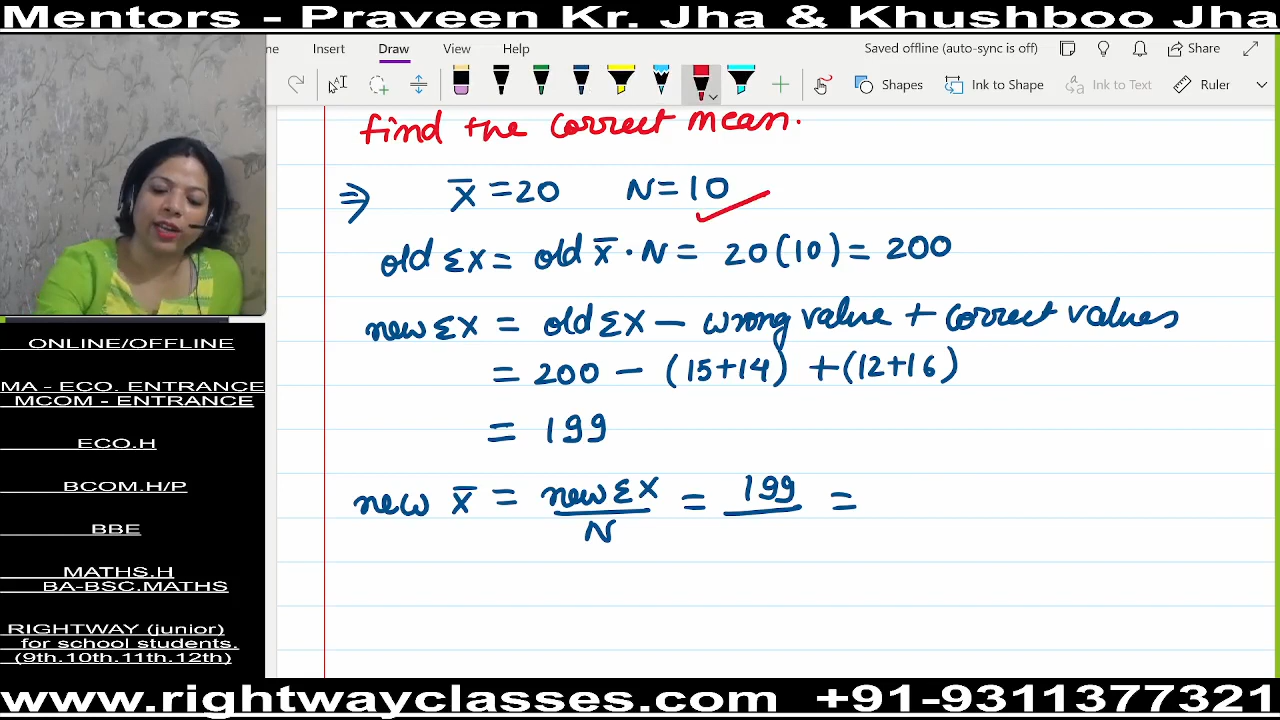 Mentors - Praveen Kr. Jha & Khushboo Jha
me Insert Draw View Help Saved offline (auto-sync is off) Share
Shapes Ink to Shape Ink to Text Ruler
find the correct mean.
⇒ x̄ = 20 N = 10
old ΣX = old x̄ · N = 20(10) = 200
new ΣX = old ΣX − wrong value + correct values
= 200 − (15+14) + (12+16)
= 199
new x̄ = new ΣX = 199 =
N
ONLINE/OFFLINE
MA - ECO. ENTRANCE
MCOM - ENTRANCE
ECO.H
BCOM.H/P
BBE
MATHS.H
BA-BSC.MATHS
RIGHTWAY (junior)
for school students.
(9th.10th.11th.12th)
www.rightwayclasses.com +91-9311377321